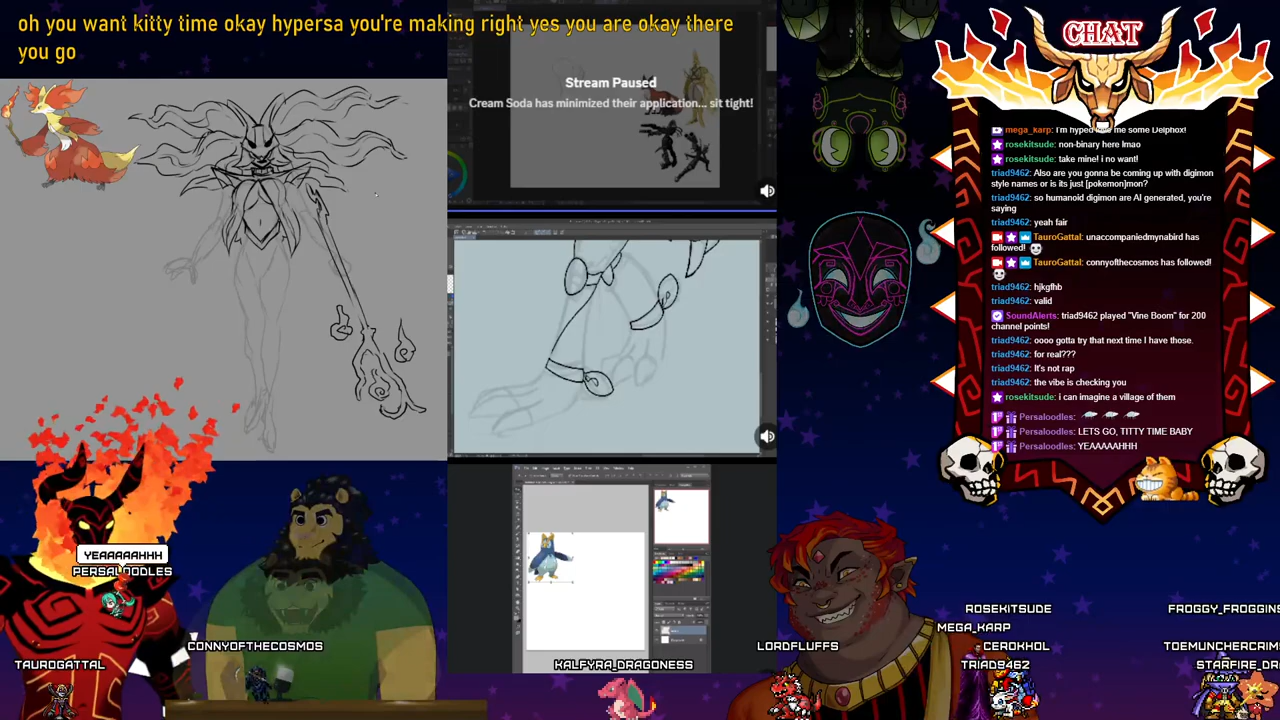 oh you want kitty time okay hypersa you're making right yes you are okay there
you go
Stream Paused
Cream Soda has minimized their application... sit tight!
CHAT
mega_karp: I'm hyped me some Delphox!
rosekitsude: non-binary here lmao
rosekitsude: take mine! i no want!
triad9462: Also are you gonna be coming up with digimon
style names or is its just [pokemon]mon?
triad9462: so humanoid digimon are AI generated, you're
saying
triad9462: yeah fair
TauroGattal: unaccompaniedmynabird has
followed!
TauroGattal: connyofthecosmos has followed!
triad9462: hjkgfhb
triad9462: valid
SoundAlerts: triad9462 played "Vine Boom" for 200
channel points!
triad9462: oooo gotta try that next time I have those.
triad9462: for real???
triad9462: It's not rap
triad9462: the vibe is checking you
rosekitsude: i can imagine a village of them
Persaloodles:
Persaloodles: LETS GO, TITTY TIME BABY
Persaloodles: YEAAAAAHHH
YEAAAAAHHH
PERSALOODLES
TAUROGATTAL
CONNYOFTHECOSMOS
KALFYRA_DRAGONESS
LORDFLUFFS
ROSEKITSUDE
MEGA_KARP
CEROKHOL
TRIAD9462
FROGGY_FROGGINS
TOEMUNCHERCRIMS
STARFIRE_DRA